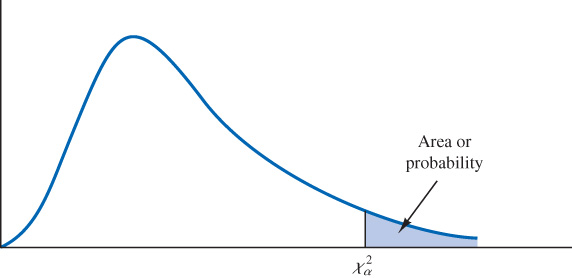 Area or
probability
χ²α